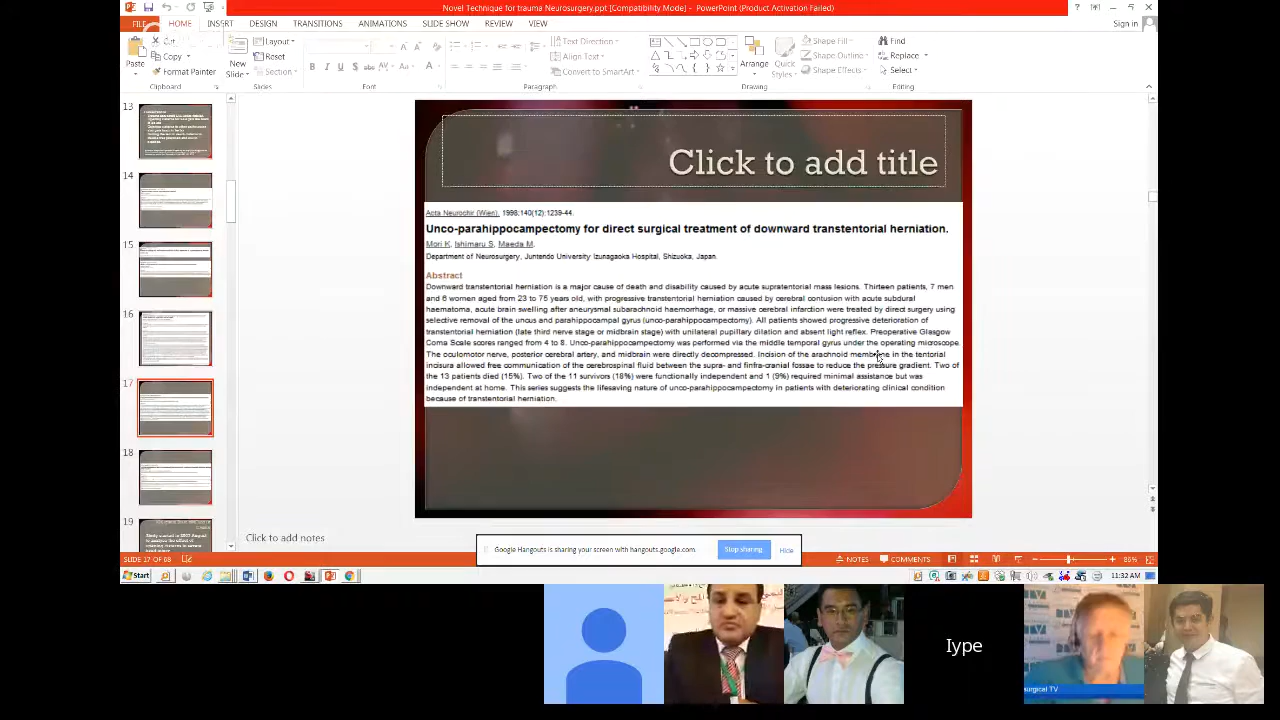 Novel Technique for trauma Neurosurgery.ppt [Compatibility Mode] - PowerPoint (Product Activation Failed)
FILE HOME INSERT DESIGN TRANSITIONS ANIMATIONS SLIDE SHOW REVIEW VIEW Sign in
Paste Copy Format Painter
Clipboard
New Slide Layout Reset Section
Slides
Font
Text Direction Align Text Convert to SmartArt
Paragraph
Arrange Quick Styles Shape Fill Shape Outline Shape Effects
Drawing
Find Replace Select
Editing
13
14
15
16
17
18
19
Click to add title
Acta Neurochir (Wien). 1998;140(12):1239-44.
Unco-parahippocampectomy for direct surgical treatment of downward transtentorial herniation.
Mori K, Ishimaru S, Maeda M.
Department of Neurosurgery, Juntendo University Izunagaoka Hospital, Shizuoka, Japan.
Abstract
Downward transtentorial herniation is a major cause of death and disability caused by acute supratentorial mass lesions. Thirteen patients, 7 men
and 6 women aged from 23 to 75 years old, with progressive transtentorial herniation caused by cerebral contusion with acute subdural
haematoma, acute brain swelling after aneurysmal subarachnoid haemorrhage, or massive cerebral infarction were treated by direct surgery using
selective removal of the uncus and parahippocampal gyrus (unco-parahippocampectomy). All patients showed progressive deterioration of
transtentorial herniation (late third nerve stage or midbrain stage) with unilateral pupillary dilation and absent light reflex. Preoperative Glasgow
Coma Scale scores ranged from 4 to 8. Unco-parahippocampectomy was performed via the middle temporal gyrus under the operating microscope.
The oculomotor nerve, posterior cerebral artery, and midbrain were directly decompressed. Incision of the arachnoid membrane in the tentorial
incisura allowed free communication of the cerebrospinal fluid between the supra- and finfra-cranial fossae to reduce the pressure gradient. Two of
the 13 patients died (15%). Two of the 11 survivors (18%) were functionally independent and 1 (9%) required minimal assistance but was
independent at home. This series suggests the lifesaving nature of unco-parahippocampectomy in patients with deteriorating clinical condition
because of transtentorial herniation.
Click to add notes
Google Hangouts is sharing your screen with hangouts.google.com. Stop sharing Hide
SLIDE 17 OF 68 NOTES COMMENTS 86%
Start 11:32 AM
Iype
surgical TV